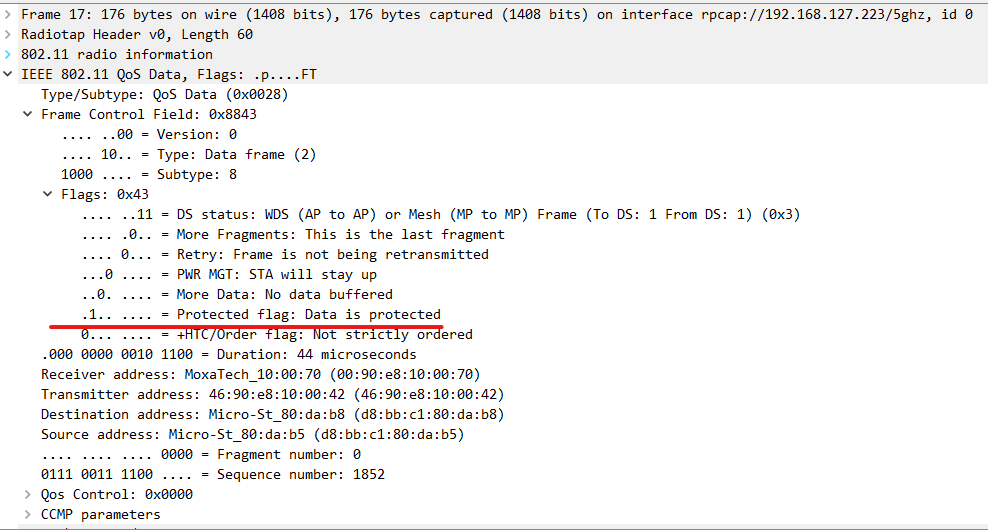 Frame 17: 176 bytes on wire (1408 bits), 176 bytes captured (1408 bits) on interface rpcap://192.168.127.223/5ghz, id 0
Radiotap Header v0, Length 60
802.11 radio information
IEEE 802.11 QoS Data, Flags: .p....FT
Type/Subtype: QoS Data (0x0028)
Frame Control Field: 0x8843
.... ..00 = Version: 0
.... 10.. = Type: Data frame (2)
1000 .... = Subtype: 8
Flags: 0x43
.... ..11 = DS status: WDS (AP to AP) or Mesh (MP to MP) Frame (To DS: 1 From DS: 1) (0x3)
.... .0.. = More Fragments: This is the last fragment
.... 0... = Retry: Frame is not being retransmitted
...0 .... = PWR MGT: STA will stay up
..0. .... = More Data: No data buffered
.1.. .... = Protected flag: Data is protected
0... .... = +HTC/Order flag: Not strictly ordered
.000 0000 0010 1100 = Duration: 44 microseconds
Receiver address: MoxaTech_10:00:70 (00:90:e8:10:00:70)
Transmitter address: 46:90:e8:10:00:42 (46:90:e8:10:00:42)
Destination address: Micro-St_80:da:b8 (d8:bb:c1:80:da:b8)
Source address: Micro-St_80:da:b5 (d8:bb:c1:80:da:b5)
.... .... .... 0000 = Fragment number: 0
0111 0011 1100 .... = Sequence number: 1852
Qos Control: 0x0000
CCMP parameters